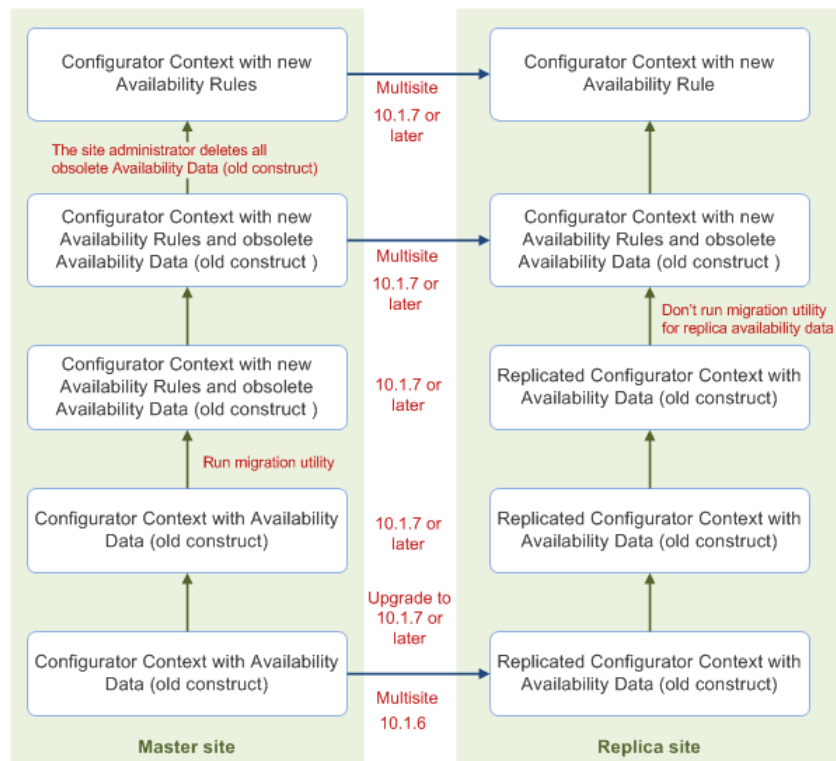 Configurator Context with new
Availability Rules
Multisite
10.1.7 or
later
Configurator Context with new
Availability Rule
The site administrator deletes all
obsolete Availability Data (old construct)
Configurator Context with new
Availability Rules and obsolete
Availability Data (old construct )
Multisite
10.1.7 or
later
Configurator Context with new
Availability Rules and obsolete
Availability Data (old construct )
Don't run migration utility
for replica availability data
Configurator Context with new
Availability Rules and obsolete
Availability Data (old construct )
10.1.7 or
later
Replicated Configurator Context with
Availability Data (old construct)
Run migration utility
Configurator Context with Availability
Data (old construct)
10.1.7 or
later
Replicated Configurator Context with
Availability Data (old construct)
Upgrade to
10.1.7 or
later
Configurator Context with Availability
Data (old construct)
Multisite
10.1.6
Replicated Configurator Context with
Availability Data (old construct)
Master site
Replica site